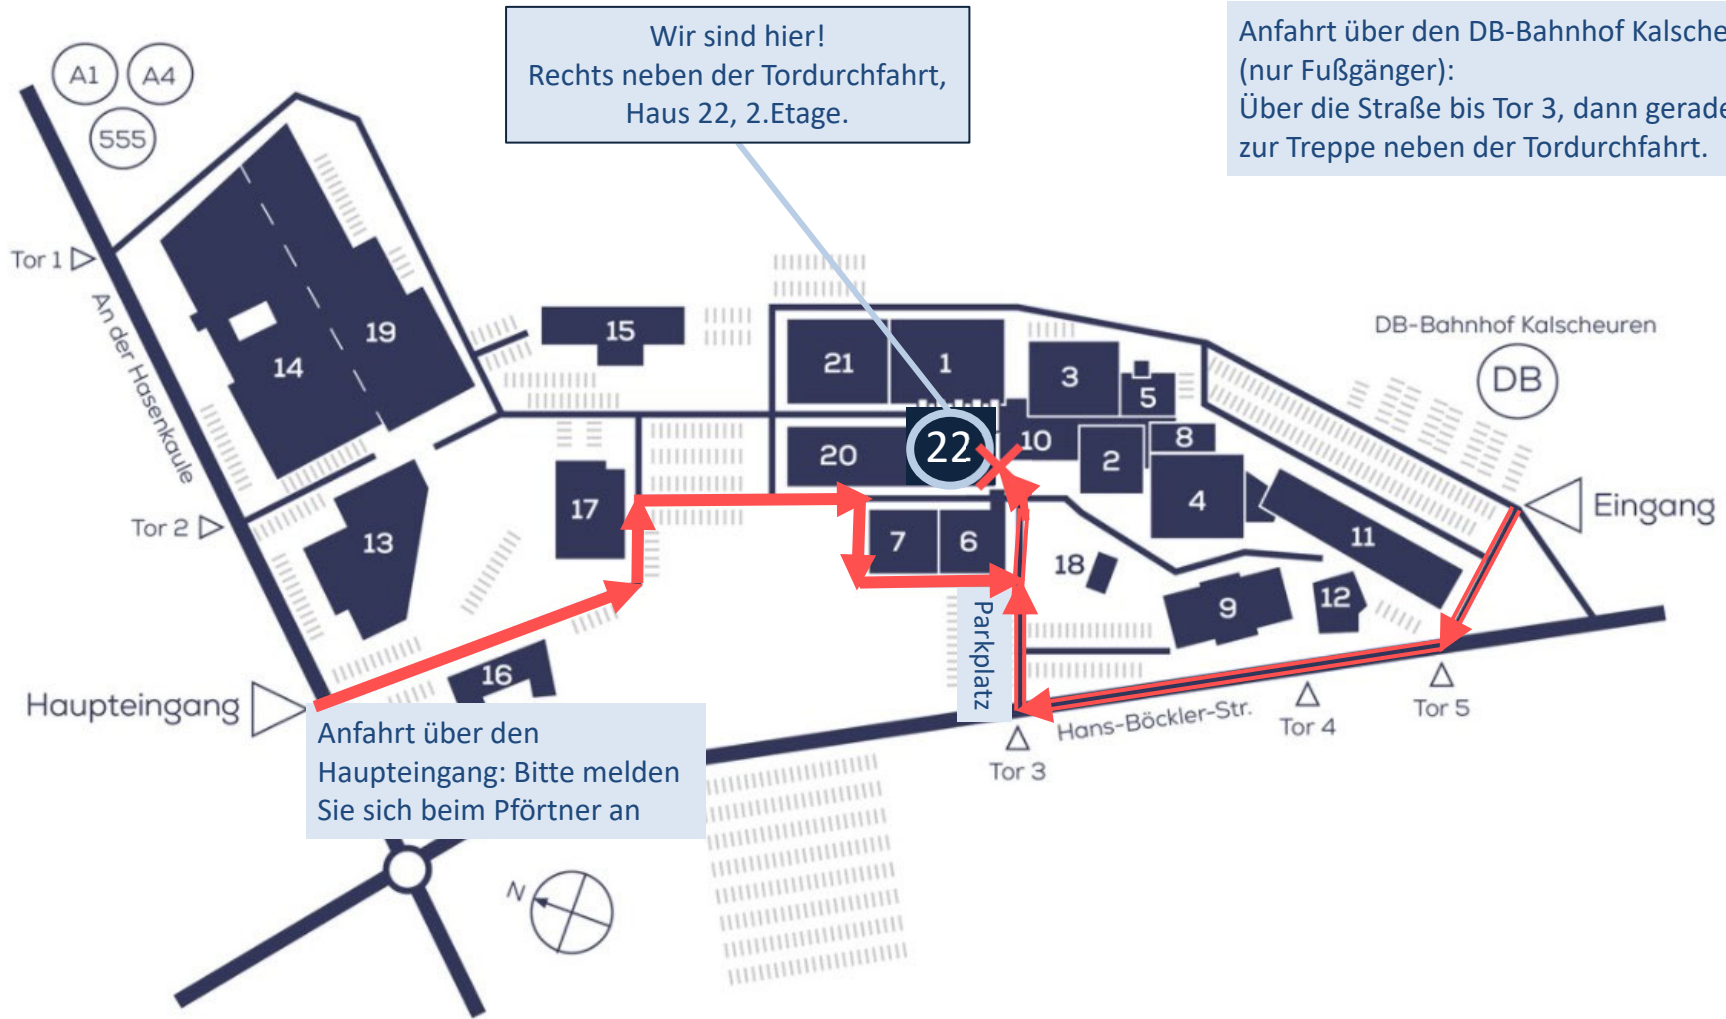 Wir sind hier!
Rechts neben der Tordurchfahrt,
Haus 22, 2.Etage.
Anfahrt über den DB-Bahnhof
(nur Fußgänger):
Über die Straße bis Tor 3, dann
zur Treppe neben der Tordurchfahrt.
A1
A4
555
Tor 1
An der Hasenkaule
19
14
15
21
1
3
5
DB-Bahnhof Kalscheuren
DB
20
22
10
2
8
4
Eingang
17
13
Tor 2
7
6
18
11
9
12
Parkplatz
16
Haupteingang
Anfahrt über den
Haupteingang: Bitte melden
Sie sich beim Pförtner an
Hans-Böckler-Str.
Tor 3
Tor 4
Tor 5
N